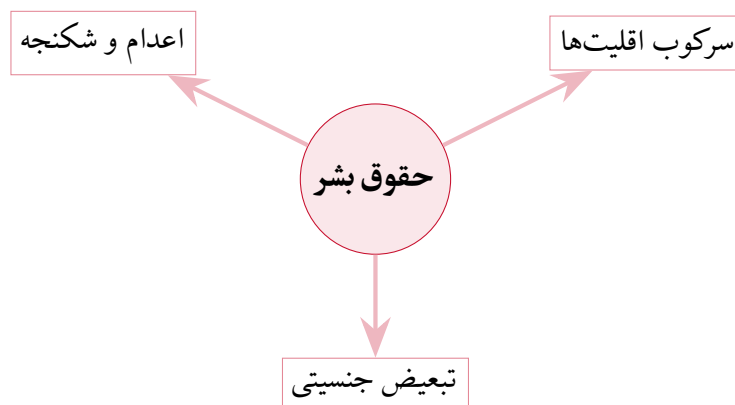 سرکوب اقلیت‌ها
اعدام و شکنجه
حقوق بشر
تبعیض جنسیتی